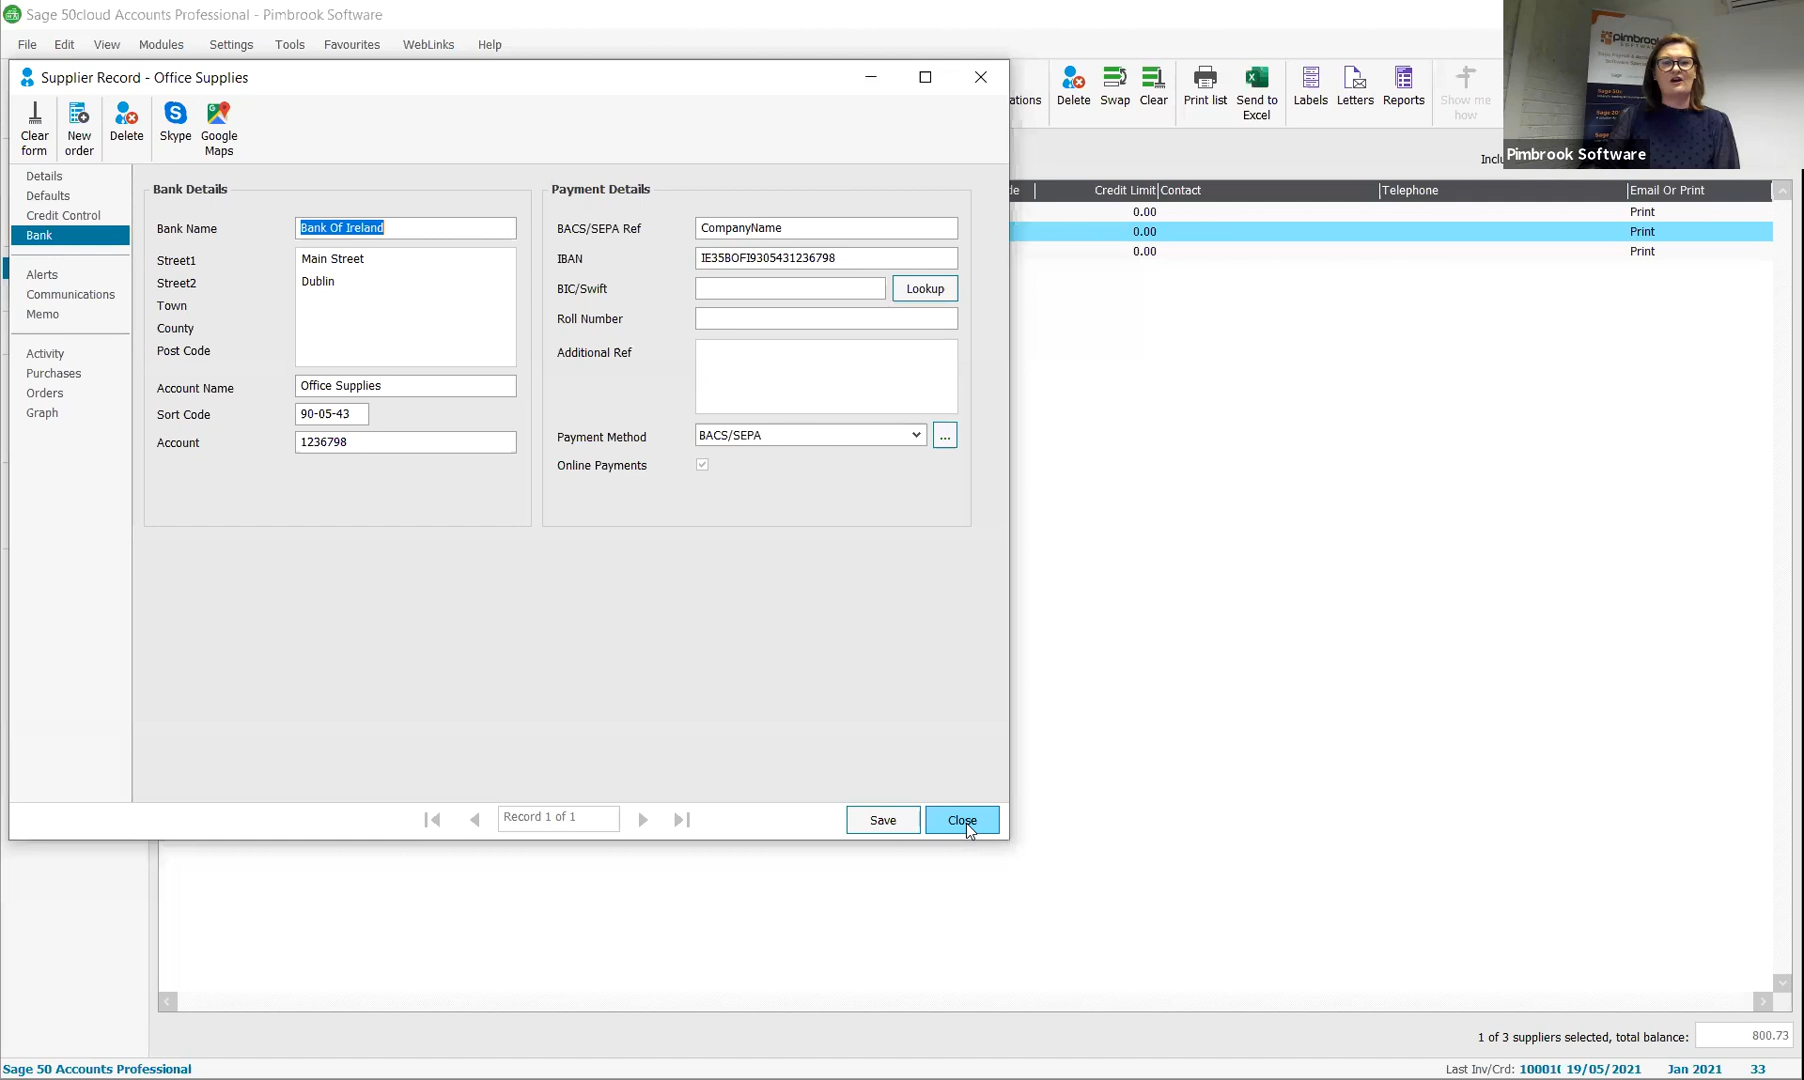 Sage 50cloud Accounts Professional - Pimbrook Software
File Edit View Modules Settings Tools Favourites WebLinks Help
Supplier Record - Office Supplies
Clear form
New order
Delete
Skype
Google Maps
ations
Delete
Swap
Clear
Print list
Send to Excel
Labels
Letters
Reports
Show me how
pimbrook
SOFTWARE
Pimbrook Software
Inclu
Details
Defaults
Credit Control
Bank
Alerts
Communications
Memo
Activity
Purchases
Orders
Graph
Bank Details
Bank Name Bank Of Ireland
Street1 Main Street
Street2 Dublin
Town
County
Post Code
Account Name Office Supplies
Sort Code 90-05-43
Account 1236798
Payment Details
BACS/SEPA Ref CompanyName
IBAN IE35BOFI9305431236798
BIC/Swift Lookup
Roll Number
Additional Ref
Payment Method BACS/SEPA ...
Online Payments
Record 1 of 1
Save
Close
de Credit Limit Contact Telephone Email Or Print
0.00 Print
0.00 Print
0.00 Print
1 of 3 suppliers selected, total balance: 800.73
Sage 50 Accounts Professional
Last Inv/Crd: 10001 19/05/2021 Jan 2021 33